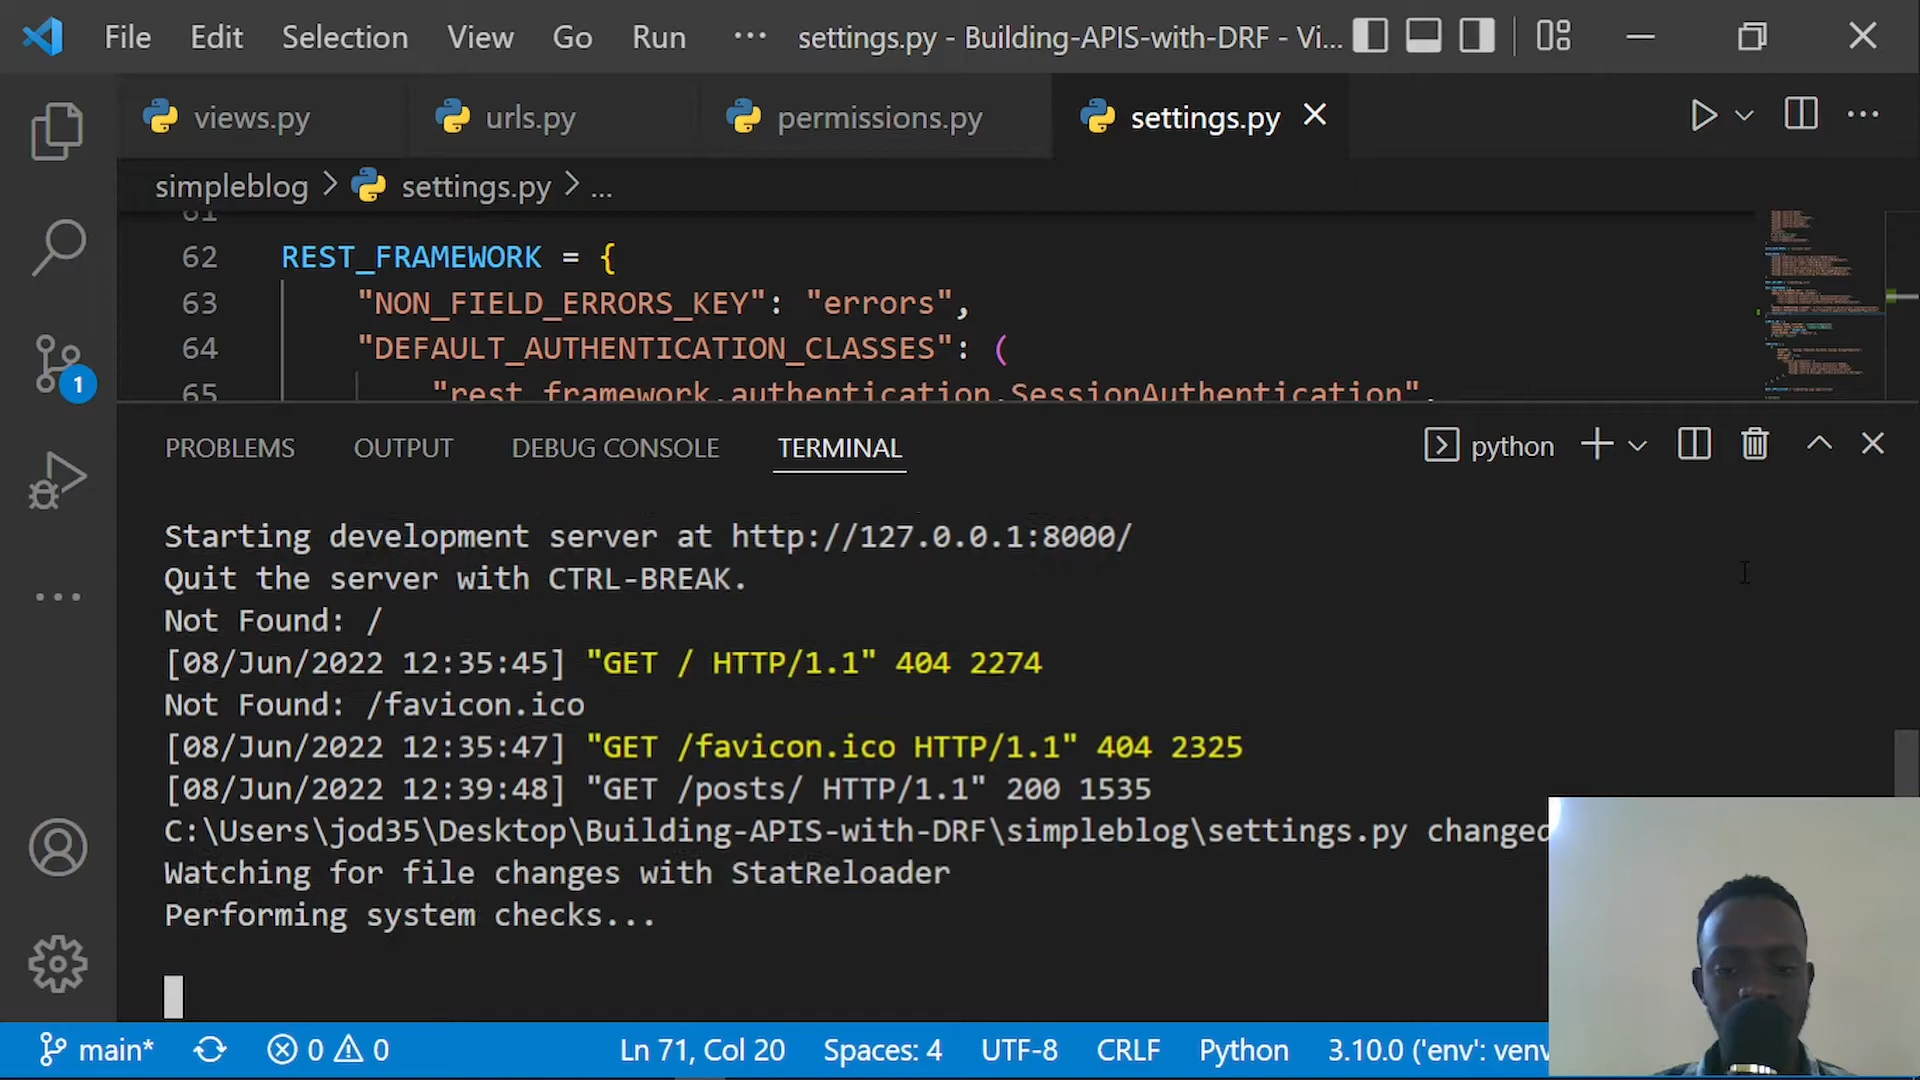 File Edit Selection View Go Run ... settings.py - Building-APIS-with-DRF - Vi...
views.py urls.py permissions.py settings.py
simpleblog > settings.py > ...
61
62 REST_FRAMEWORK = {
63 "NON_FIELD_ERRORS_KEY": "errors",
64 "DEFAULT_AUTHENTICATION_CLASSES": (
65 "rest_framework.authentication.SessionAuthentication",
PROBLEMS OUTPUT DEBUG CONSOLE TERMINAL python
Starting development server at http://127.0.0.1:8000/
Quit the server with CTRL-BREAK.
Not Found: /
[08/Jun/2022 12:35:45] "GET / HTTP/1.1" 404 2274
Not Found: /favicon.ico
[08/Jun/2022 12:35:47] "GET /favicon.ico HTTP/1.1" 404 2325
[08/Jun/2022 12:39:48] "GET /posts/ HTTP/1.1" 200 1535
C:\Users\jod35\Desktop\Building-APIS-with-DRF\simpleblog\settings.py changed
Watching for file changes with StatReloader
Performing system checks...
1
main* 0 0 Ln 71, Col 20 Spaces: 4 UTF-8 CRLF Python 3.10.0 ('env': venv